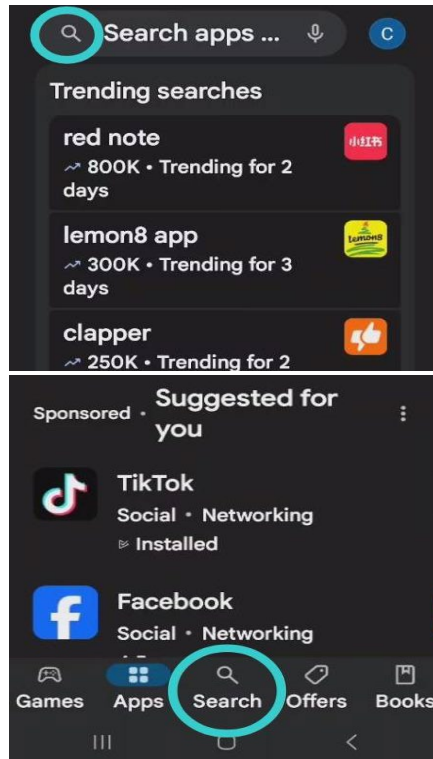 Search apps ...
C
Trending searches
red note
小红书
800K • Trending for 2
days
lemon8 app
lemon8
300K • Trending for 3
days
clapper
250K • Trending for 2
Sponsored •
Suggested for
you
TikTok
Social • Networking
Installed
Facebook
Social • Networking
Games
Apps
Search
Offers
Books